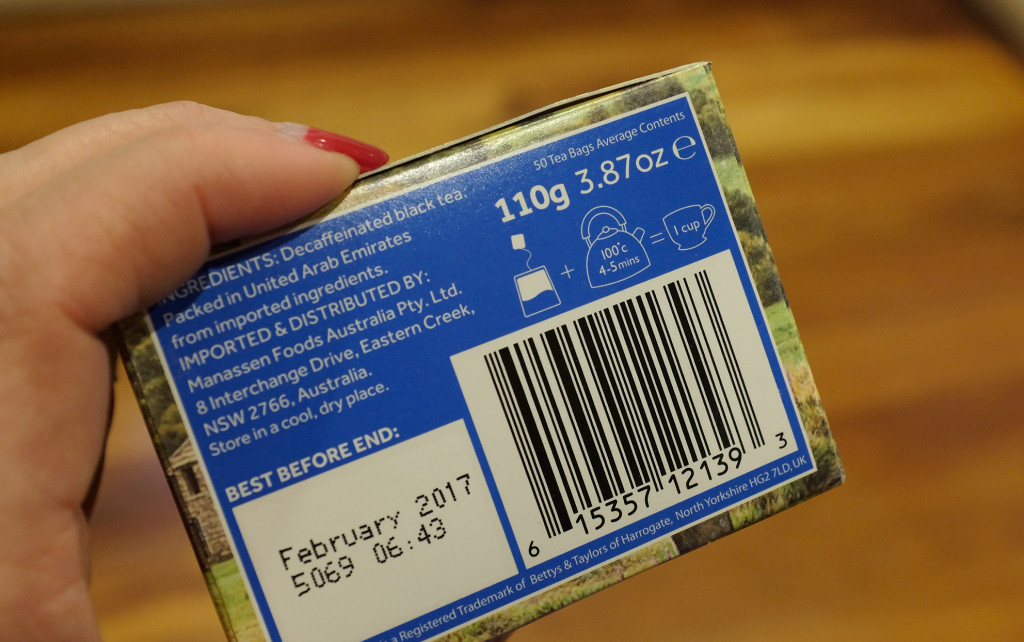 50 Tea Bags Average Contents
110g 3.87oz e
INGREDIENTS: Decaffeinated black tea.
Packed in United Arab Emirates
from imported ingredients.
IMPORTED & DISTRIBUTED BY:
Manassen Foods Australia Pty. Ltd.
8 Interchange Drive, Eastern Creek,
NSW 2766, Australia.
Store in a cool, dry place.
+ 100°c = 1 cup
4-5 mins
BEST BEFORE END:
February 2017
5069 06:43
6 15357 12139 3
is a Registered Trademark of Bettys & Taylors of Harrogate, North Yorkshire HG2 7LD, UK